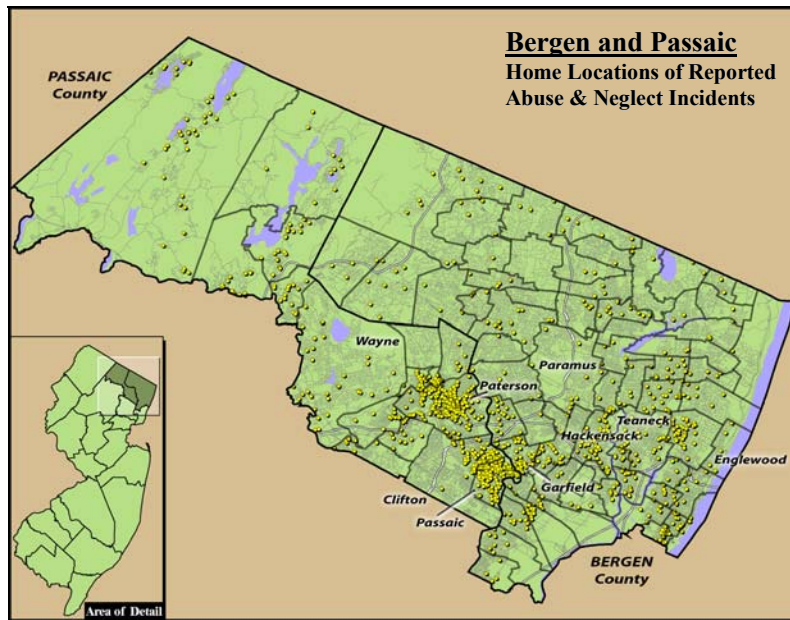 Bergen and Passaic
Home Locations of Reported
Abuse & Neglect Incidents
PASSAIC
County
Wayne
Paterson
Paramus
Teaneck
Hackensack
Englewood
Garfield
Clifton
Passaic
BERGEN
County
Area of Detail